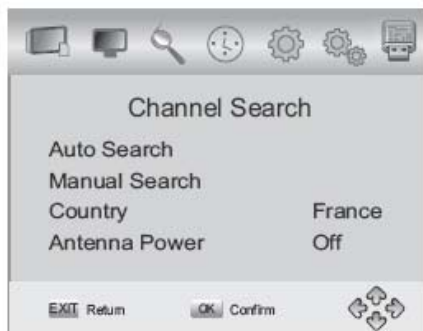 Channel Search
Auto Search
Manual Search
Country France
Antenna Power Off
EXIT Return OK Confirm